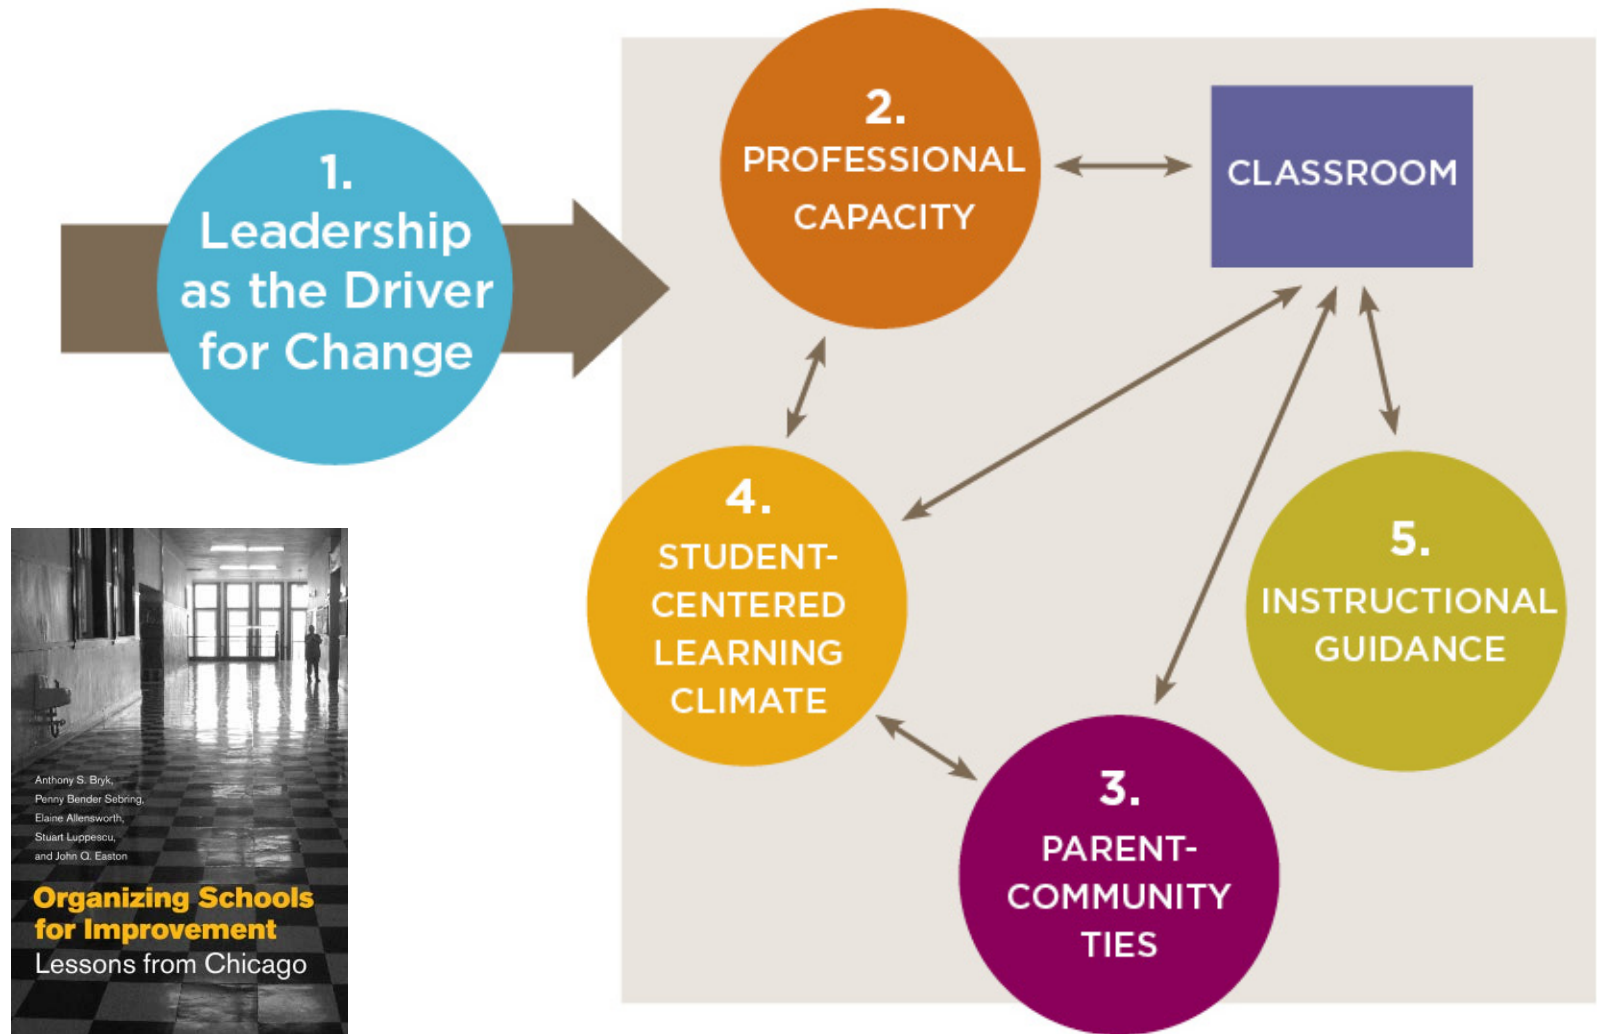 1.
Leadership
as the Driver
for Change
2.
PROFESSIONAL
CAPACITY
CLASSROOM
4.
STUDENT-
CENTERED
LEARNING
CLIMATE
5.
INSTRUCTIONAL
GUIDANCE
3.
PARENT-
COMMUNITY
TIES
Anthony S. Bryk,
Penny Bender Sebring,
Elaine Allensworth,
Stuart Luppescu,
and John Q. Easton
Organizing Schools
for Improvement
Lessons from Chicago